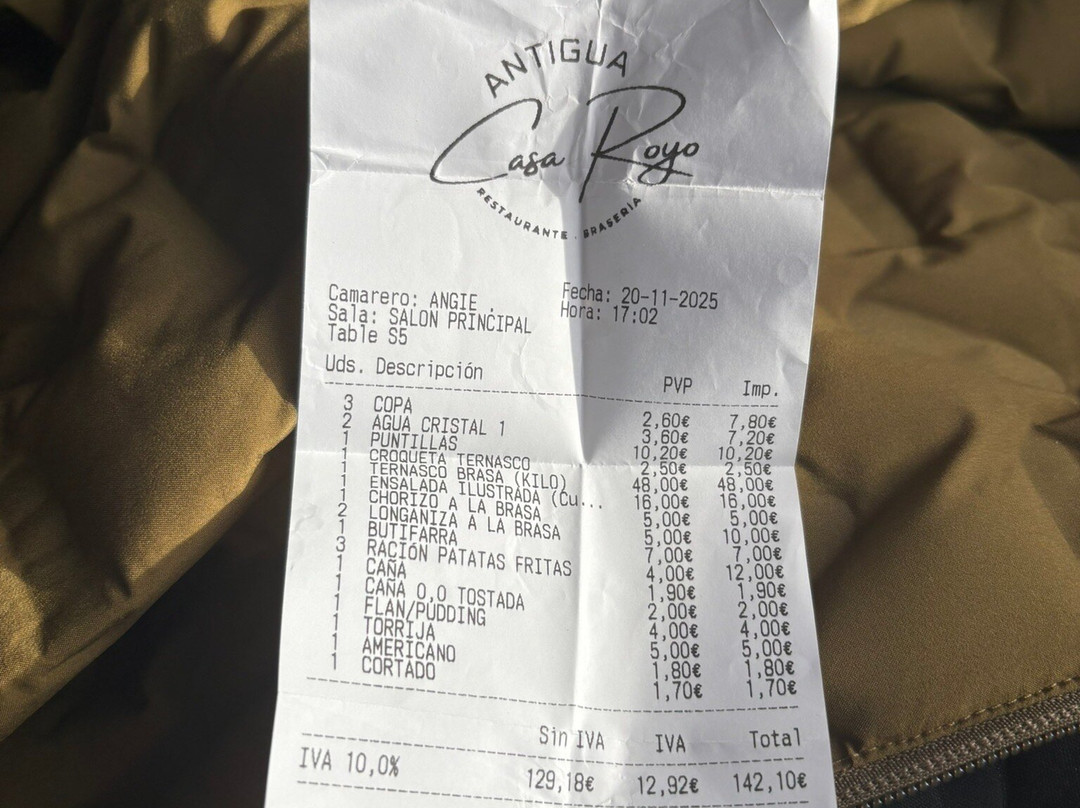 ANTIGUA
Casa Royo
RESTAURANTE . BRASERIA
Camarero: ANGIE . Fecha: 20-11-2025
Sala: SALON PRINCIPAL Hora: 17:02
Table S5
Uds. Descripción PVP Imp.
3 COPA 2,60€ 7,80€
2 AGUA CRISTAL 1 3,60€ 7,20€
1 PUNTILLAS 10,20€ 10,20€
1 CROQUETA TERNASCO 2,50€ 2,50€
1 TERNASCO BRASA (KILO) 48,00€ 48,00€
1 ENSALADA ILUSTRADA (Cu... 16,00€ 16,00€
1 CHORIZO A LA BRASA 5,00€ 5,00€
2 LONGANIZA A LA BRASA 5,00€ 10,00€
1 BUTIFARRA 7,00€ 7,00€
3 RACIÓN PATATAS FRITAS 4,00€ 12,00€
1 CAÑA 1,90€ 1,90€
1 CAÑA 0,0 TOSTADA 2,00€ 2,00€
1 FLAN/PUDDING 4,00€ 4,00€
1 TORRIJA 5,00€ 5,00€
1 AMERICANO 1,80€ 1,80€
1 CORTADO 1,70€ 1,70€
Sin IVA IVA Total
IVA 10,0% 129,18€ 12,92€ 142,10€